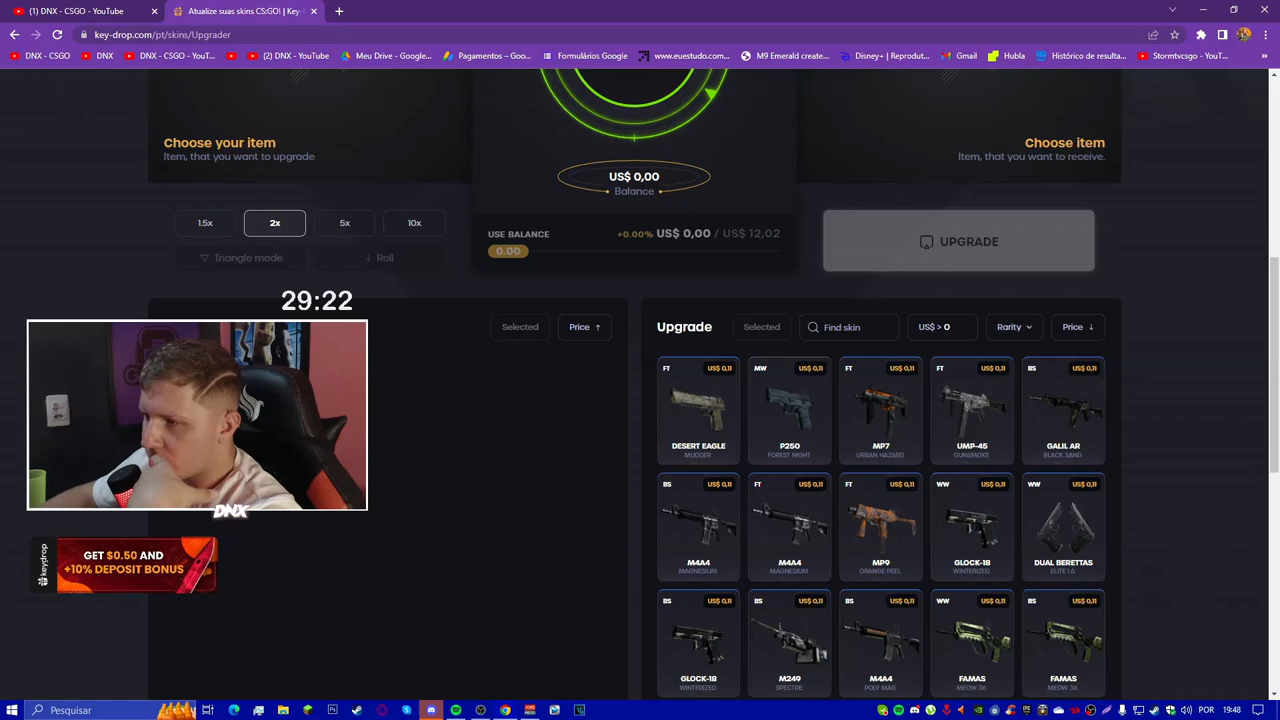 (1) DNX - CSGO - YouTube
Atualize suas skins CS:GO! | Key-
key-drop.com/pt/skins/Upgrader
DNX - CSGO
DNX
DNX - CSGO - YouT...
(2) DNX - YouTube
Meu Drive – Google...
Pagamentos – Goo...
Formulários Google
www.euestudo.com...
M9 Emerald create...
Disney+ | Reprodut...
Gmail
Hubla
Histórico de resulta...
Stormtvcsgo - YouT...
»
Choose your item
Item, that you want to upgrade
Choose item
Item, that you want to receive.
US$ 0,00
Balance
1.5x
2x
5x
10x
Triangle mode
Roll
USE BALANCE
+0.00% US$ 0,00 / US$ 12,02
0.00
UPGRADE
29:22
Selected
Price ↑
Upgrade
Selected
Find skin
US$ > 0
Rarity
Price ↓
FT US$ 0,11
DESERT EAGLE
MUDDER
MW US$ 0,11
P250
FOREST NIGHT
FT US$ 0,11
MP7
URBAN HAZARD
FT US$ 0,11
UMP-45
GUNSMOKE
BS US$ 0,11
GALIL AR
BLACK SAND
BS US$ 0,11
M4A4
MAGNESIUM
FT US$ 0,11
M4A4
MAGNESIUM
FT US$ 0,11
MP9
ORANGE PEEL
WW US$ 0,11
GLOCK-18
WINTERIZED
WW US$ 0,11
DUAL BERETTAS
ELITE 1.6
BS US$ 0,11
GLOCK-18
WINTERIZED
BS US$ 0,11
M249
SPECTRE
BS US$ 0,11
M4A4
POLY MAG
WW US$ 0,11
FAMAS
MEOW 36
BS US$ 0,11
FAMAS
MEOW 36
DNX
keydrop
GET $0.50 AND
+10% DEPOSIT BONUS
Pesquisar
POR
19:48